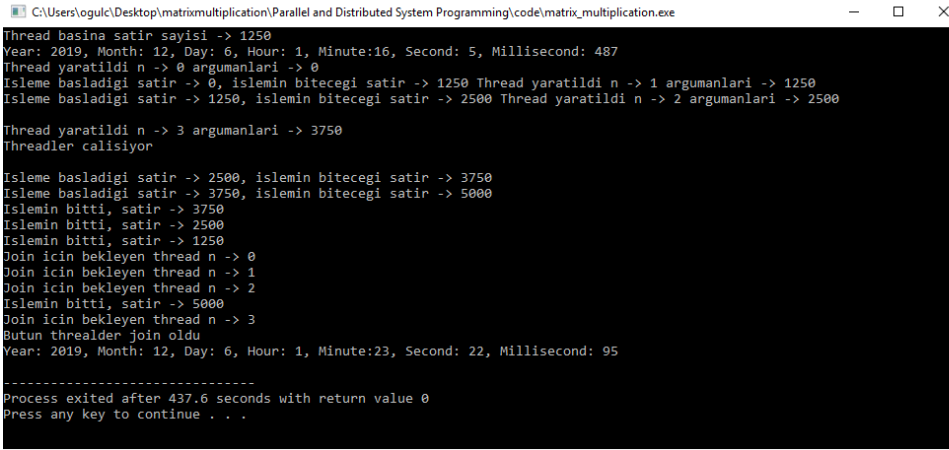 C:\Users\ogulc\Desktop\matrixmultiplication\Parallel and Distributed System Programming\code\matrix_multiplication.exe
Thread basina satir sayisi -> 1250
Year: 2019, Month: 12, Day: 6, Hour: 1, Minute:16, Second: 5, Millisecond: 487
Thread yaratildi n -> 0 argumanlari -> 0
Isleme basladigi satir -> 0, islemin bitecegi satir -> 1250 Thread yaratildi n -> 1 argumanlari -> 1250
Isleme basladigi satir -> 1250, islemin bitecegi satir -> 2500 Thread yaratildi n -> 2 argumanlari -> 2500
Thread yaratildi n -> 3 argumanlari -> 3750
Threadler calisiyor
Isleme basladigi satir -> 2500, islemin bitecegi satir -> 3750
Isleme basladigi satir -> 3750, islemin bitecegi satir -> 5000
Islemin bitti, satir -> 3750
Islemin bitti, satir -> 2500
Islemin bitti, satir -> 1250
Join icin bekleyen thread n -> 0
Join icin bekleyen thread n -> 1
Join icin bekleyen thread n -> 2
Islemin bitti, satir -> 5000
Join icin bekleyen thread n -> 3
Butun threalder join oldu
Year: 2019, Month: 12, Day: 6, Hour: 1, Minute:23, Second: 22, Millisecond: 95
--------------------------------
Process exited after 437.6 seconds with return value 0
Press any key to continue . . .